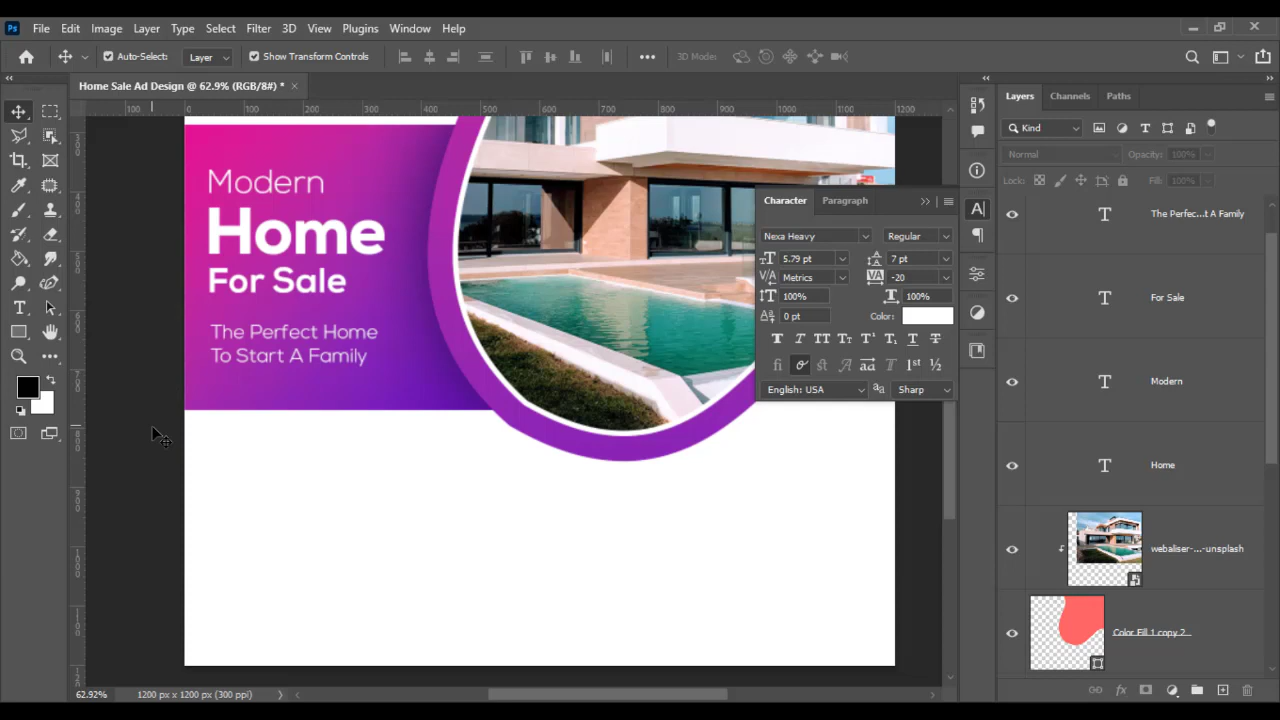 Ps File Edit Image Layer Type Select Filter 3D View Plugins Window Help
Auto-Select: Layer Show Transform Controls 3D Mode:
Home Sale Ad Design @ 62.9% (RGB/8#) *
100 0 100 200 300 400 500 600 700 800 900 1000 1100 1200
Modern
Home
For Sale
The Perfect Home
To Start A Family
Character Paragraph
Nexa Heavy Regular
5.79 pt 7 pt
Metrics -20
100% 100%
0 pt Color:
English: USA Sharp
Layers Channels Paths
Kind
Normal Opacity: 100%
Lock: Fill: 100%
The Perfec...t A Family
For Sale
Modern
Home
webaliser-...-unsplash
Color Fill 1 copy 2
62.92% 1200 px x 1200 px (300 ppi)